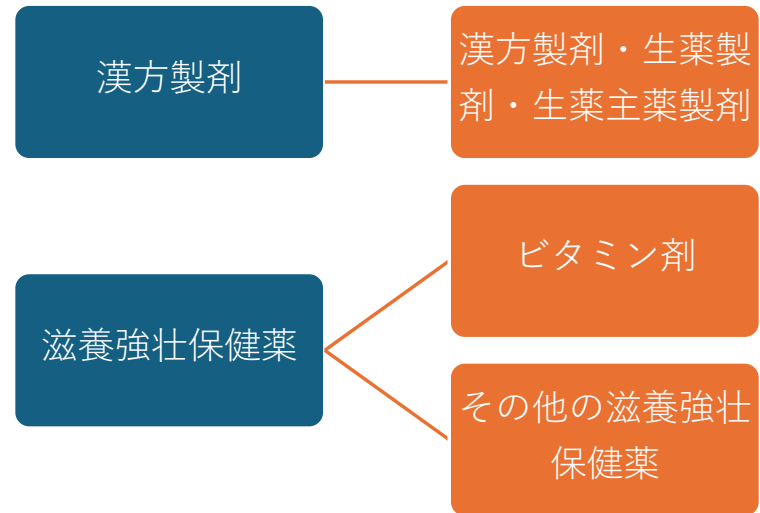 漢方製剤
漢方製剤・生薬製
剤・生薬主薬製剤
滋養強壮保健薬
ビタミン剤
その他の滋養強壮
保健薬